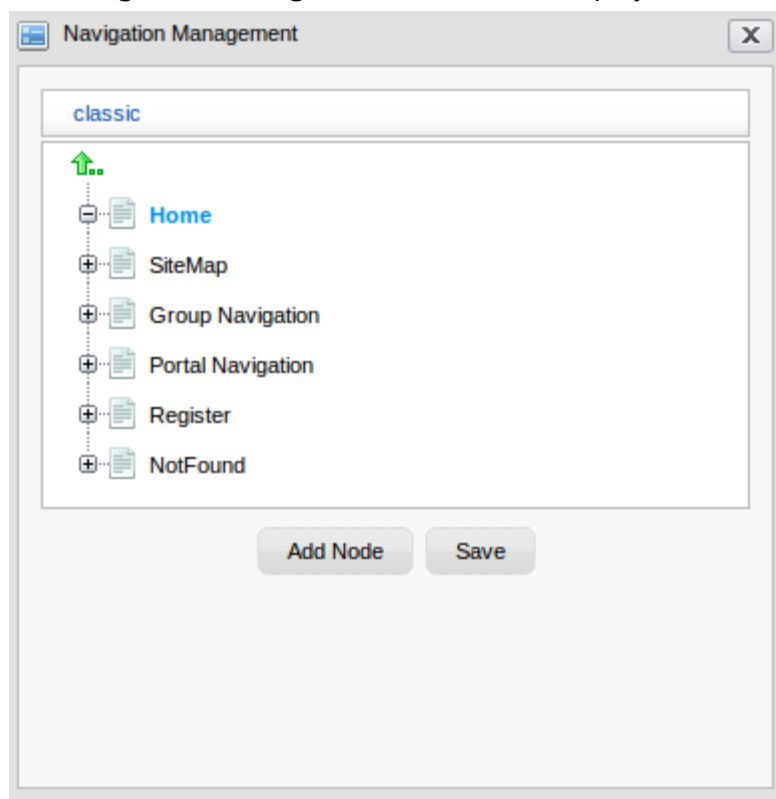 Navigation Management
classic
Home
SiteMap
Group Navigation
Portal Navigation
Register
NotFound
Add Node
Save